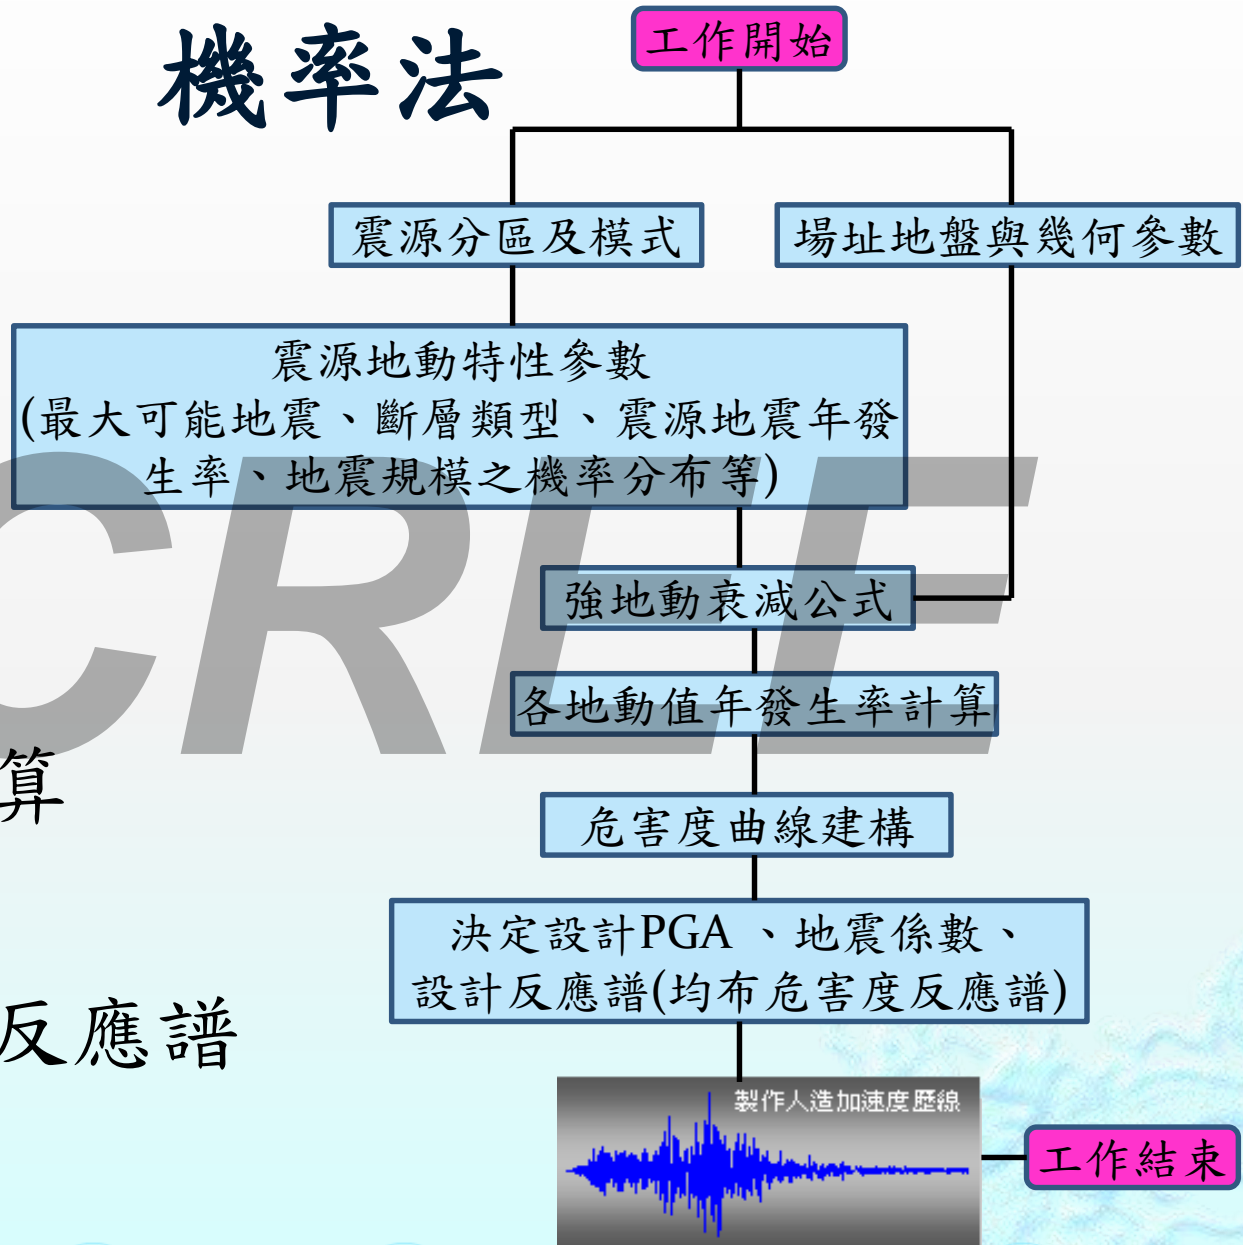 機率法
工作開始
震源分區及模式
場址地盤與幾何參數
震源地動特性參數
(最大可能地震、斷層類型、震源地震年發
生率、地震規模之機率分布等)
強地動衰減公式
各地動值年發生率計算
危害度曲線建構
決定設計PGA 、地震係數、
設計反應譜(均布危害度反應譜)
製作人造加速度歷線
工作結束
算
反應譜
CREE